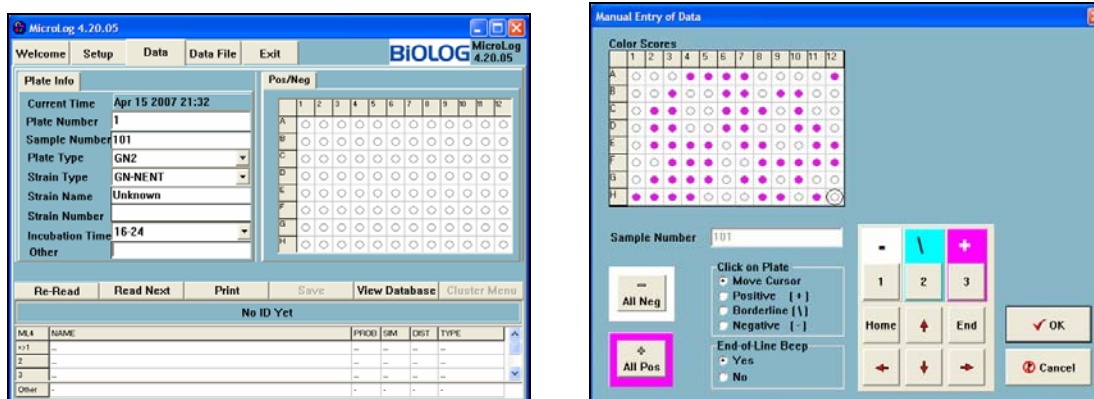 MicroLog 4.20.05
Welcome Setup Data Data File Exit BiOLOG MicroLog 4.20.05
Plate Info
Current Time Apr 15 2007 21:32
Plate Number 1
Sample Number 101
Plate Type GN2
Strain Type GN-NENT
Strain Name Unknown
Strain Number
Incubation Time 16-24
Other
Pos/Neg
1 2 3 4 5 6 7 8 9 10 11 12
A
B
C
D
E
F
G
H
Re-Read Read Next Print Save View Database Cluster Menu
No ID Yet
ML4 NAME PROB SIM DIST TYPE
=>1
2
3
Other
Manual Entry of Data
Color Scores
1 2 3 4 5 6 7 8 9 10 11 12
A
B
C
D
E
F
G
H
Sample Number 101
- \ +
1 2 3
Home End
- All Neg
+ All Pos
Click on Plate
Move Cursor
Positive [+]
Borderline [\]
Negative [-]
End-of-Line Beep
Yes
No
OK
Cancel